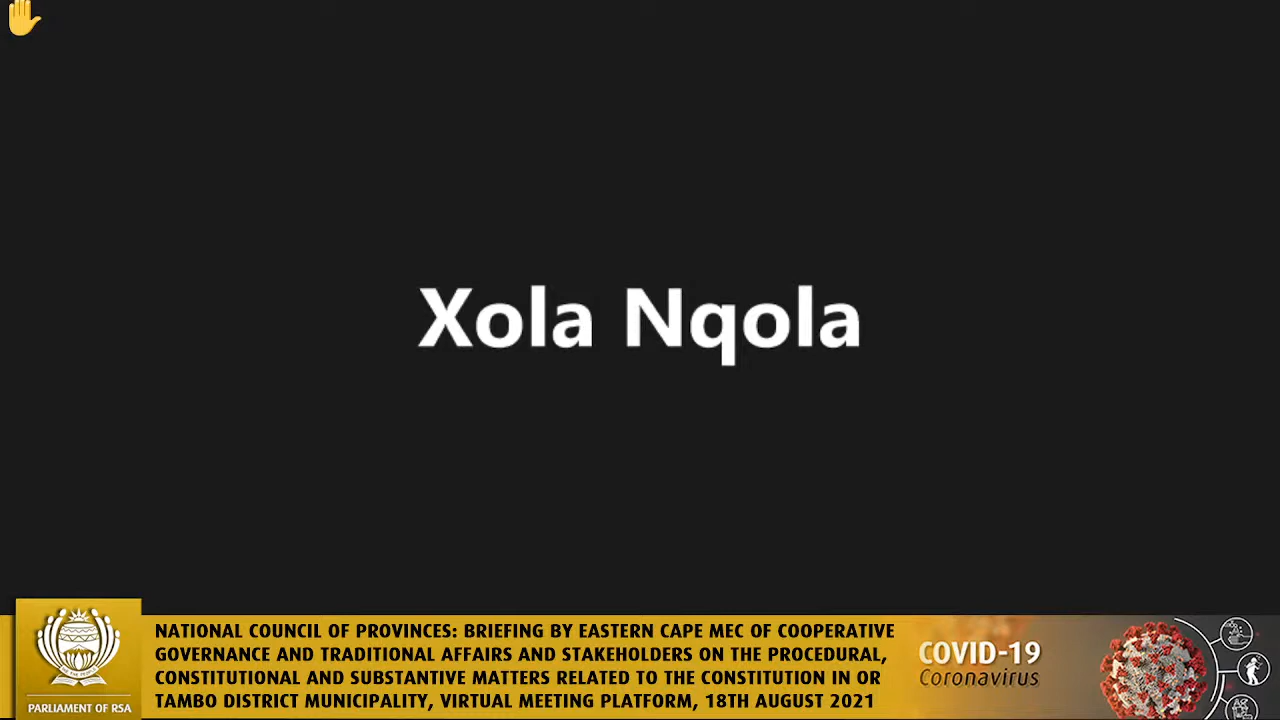 Xola Nqola
NATIONAL COUNCIL OF PROVINCES: BRIEFING BY EASTERN CAPE MEC OF COOPERATIVE
GOVERNANCE AND TRADITIONAL AFFAIRS AND STAKEHOLDERS ON THE PROCEDURAL,
CONSTITUTIONAL AND SUBSTANTIVE MATTERS RELATED TO THE CONSTITUTION IN OR
TAMBO DISTRICT MUNICIPALITY, VIRTUAL MEETING PLATFORM, 18TH AUGUST 2021
PARLIAMENT OF RSA
COVID-19
Coronavirus